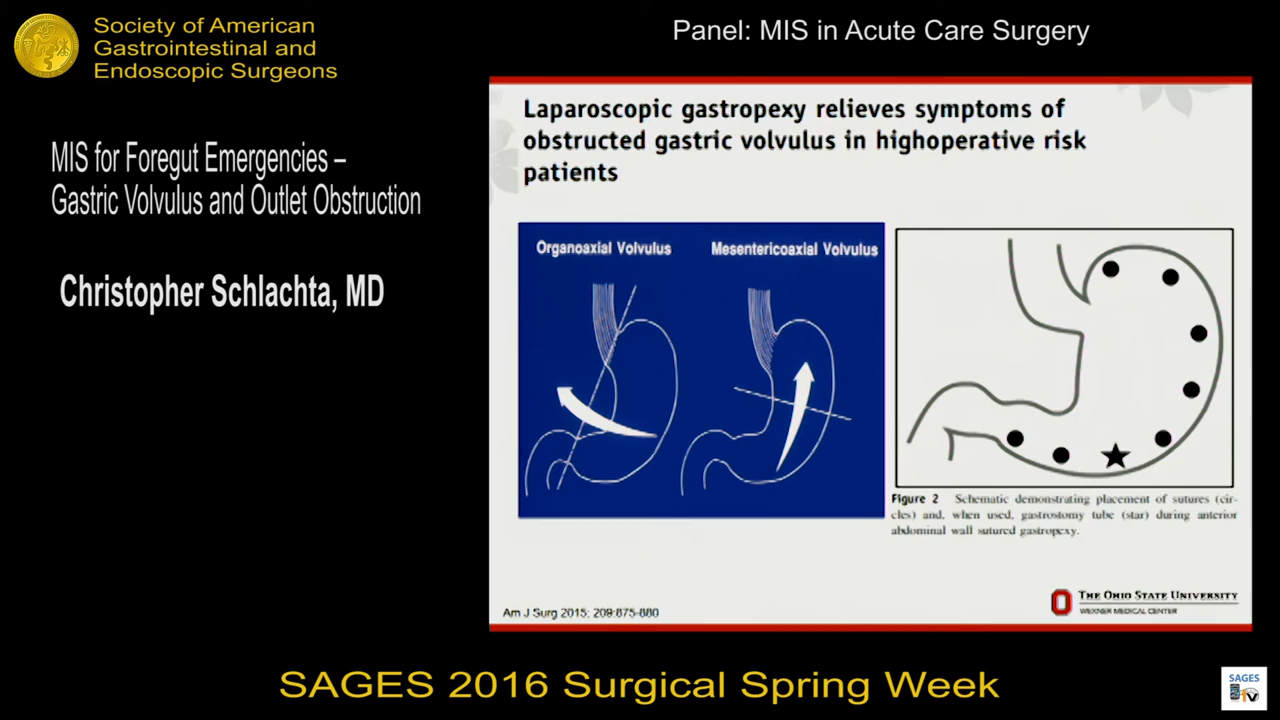 Society of American
Gastrointestinal and
Endoscopic Surgeons
Panel: MIS in Acute Care Surgery
MIS for Foregut Emergencies –
Gastric Volvulus and Outlet Obstruction
Christopher Schlachta, MD
Laparoscopic gastropexy relieves symptoms of
obstructed gastric volvulus in highoperative risk
patients
Organoaxial Volvulus
Mesentericoaxial Volvulus
Figure 2 Schematic demonstrating placement of sutures (cir-
cles) and, when used, gastrostomy tube (star) during anterior
abdominal wall sutured gastropexy.
Am J Surg 2015; 209:875-880
THE OHIO STATE UNIVERSITY
WEXNER MEDICAL CENTER
SAGES 2016 Surgical Spring Week
SAGES
TV